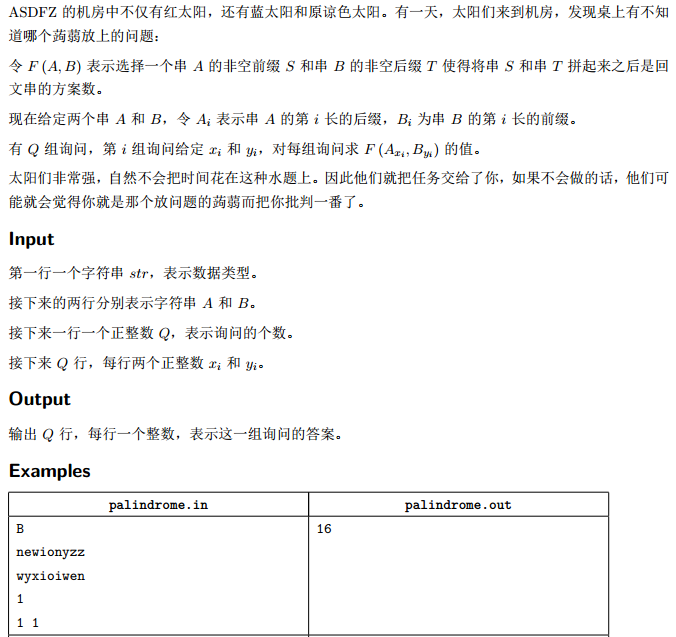 ASDFZ 的机房中不仅有红太阳，还有蓝太阳和原谅色太阳。有一天，太阳们来到机房，发现桌上有不知
道哪个蒟蒻放上的问题：
令 F (A, B) 表示选择一个串 A 的非空前缀 S 和串 B 的非空后缀 T 使得将串 S 和串 T 拼起来之后是回
文串的方案数。
现在给定两个串 A 和 B，令 Ai 表示串 A 的第 i 长的后缀，Bi 为串 B 的第 i 长的前缀。
有 Q 组询问，第 i 组询问给定 xi 和 yi，对每组询问求 F (Axi, Byi) 的值。
太阳们非常强，自然不会把时间花在这种水题上。因此他们就把任务交给了你，如果不会做的话，他们可
能就会觉得你就是那个放问题的蒟蒻而把你批判一番了。
Input
第一行一个字符串 str，表示数据类型。
接下来的两行分别表示字符串 A 和 B。
接下来一行一个正整数 Q，表示询问的个数。
接下来 Q 行，每行两个正整数 xi 和 yi。
Output
输出 Q 行，每行一个整数，表示这一组询问的答案。
Examples
palindrome.in palindrome.out
B 16
newionyzz
wyxioiwen
1
1 1